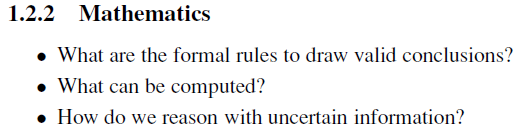 1.2.2 Mathematics
• What are the formal rules to draw valid conclusions?
• What can be computed?
• How do we reason with uncertain information?